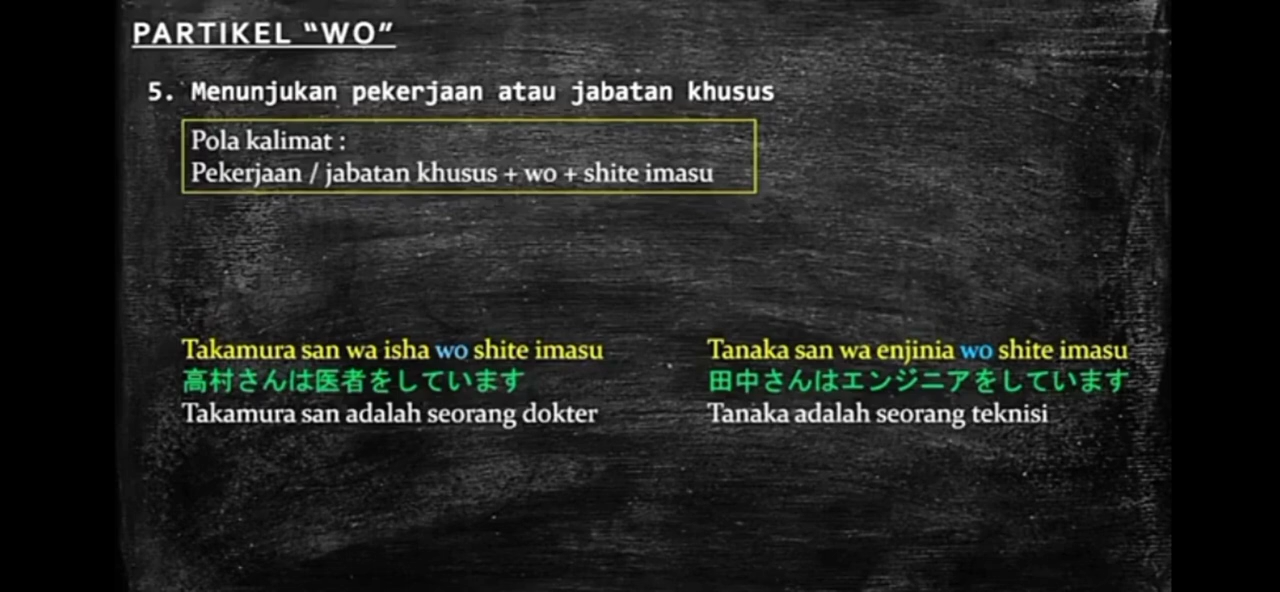 PARTIKEL “WO”
5. Menunjukan pekerjaan atau jabatan khusus
Pola kalimat :
Pekerjaan / jabatan khusus + wo + shite imasu
Takamura san wa isha wo shite imasu
高村さんは医者をしています
Takamura san adalah seorang dokter
Tanaka san wa enjinia wo shite imasu
田中さんはエンジニアをしています
Tanaka adalah seorang teknisi